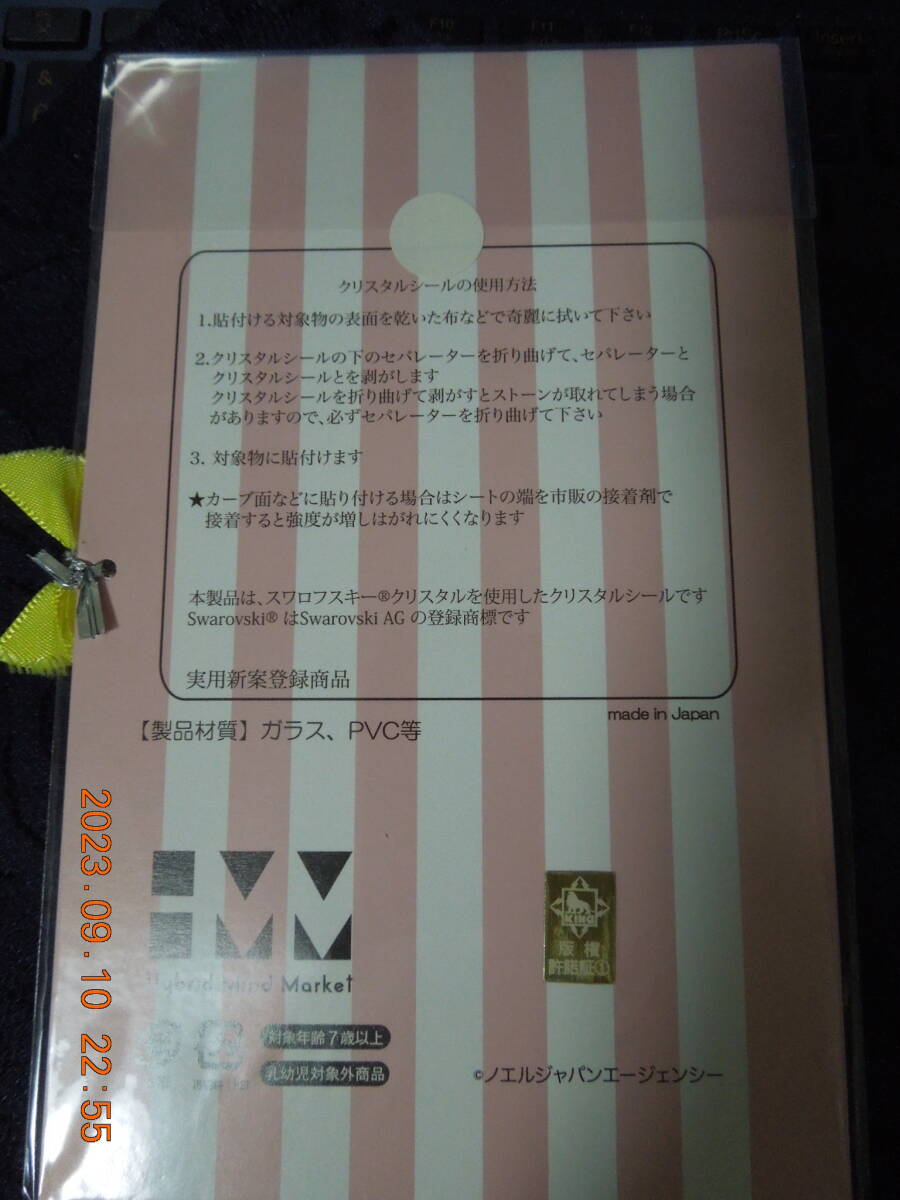 F10
F11
クリスタルシールの使用方法
1.貼付ける対象物の表面を乾いた布などで奇麗に拭いて下さい
2.クリスタルシールの下のセパレーターを折り曲げて、セパレーターと
クリスタルシールとを剥がします
クリスタルシールを折り曲げて剥がすとストーンが取れてしまう場合
がありますので、必ずセパレーターを折り曲げて下さい
3. 対象物に貼付けます
★カーブ面などに貼り付ける場合はシートの端を市販の接着剤で
接着すると強度が増しはがれにくくなります
本製品は、スワロフスキー®クリスタルを使用したクリスタルシールです
Swarovski® はSwarovski AG の登録商標です
実用新案登録商品
made in Japan
【製品材質】ガラス、PVC等
Hybrid Mind Market
KING
版権
許諾証①
対象年齢7歳以上
乳幼児対象外商品
©ノエルジャパンエージェンシー
2023.09.10 22:55